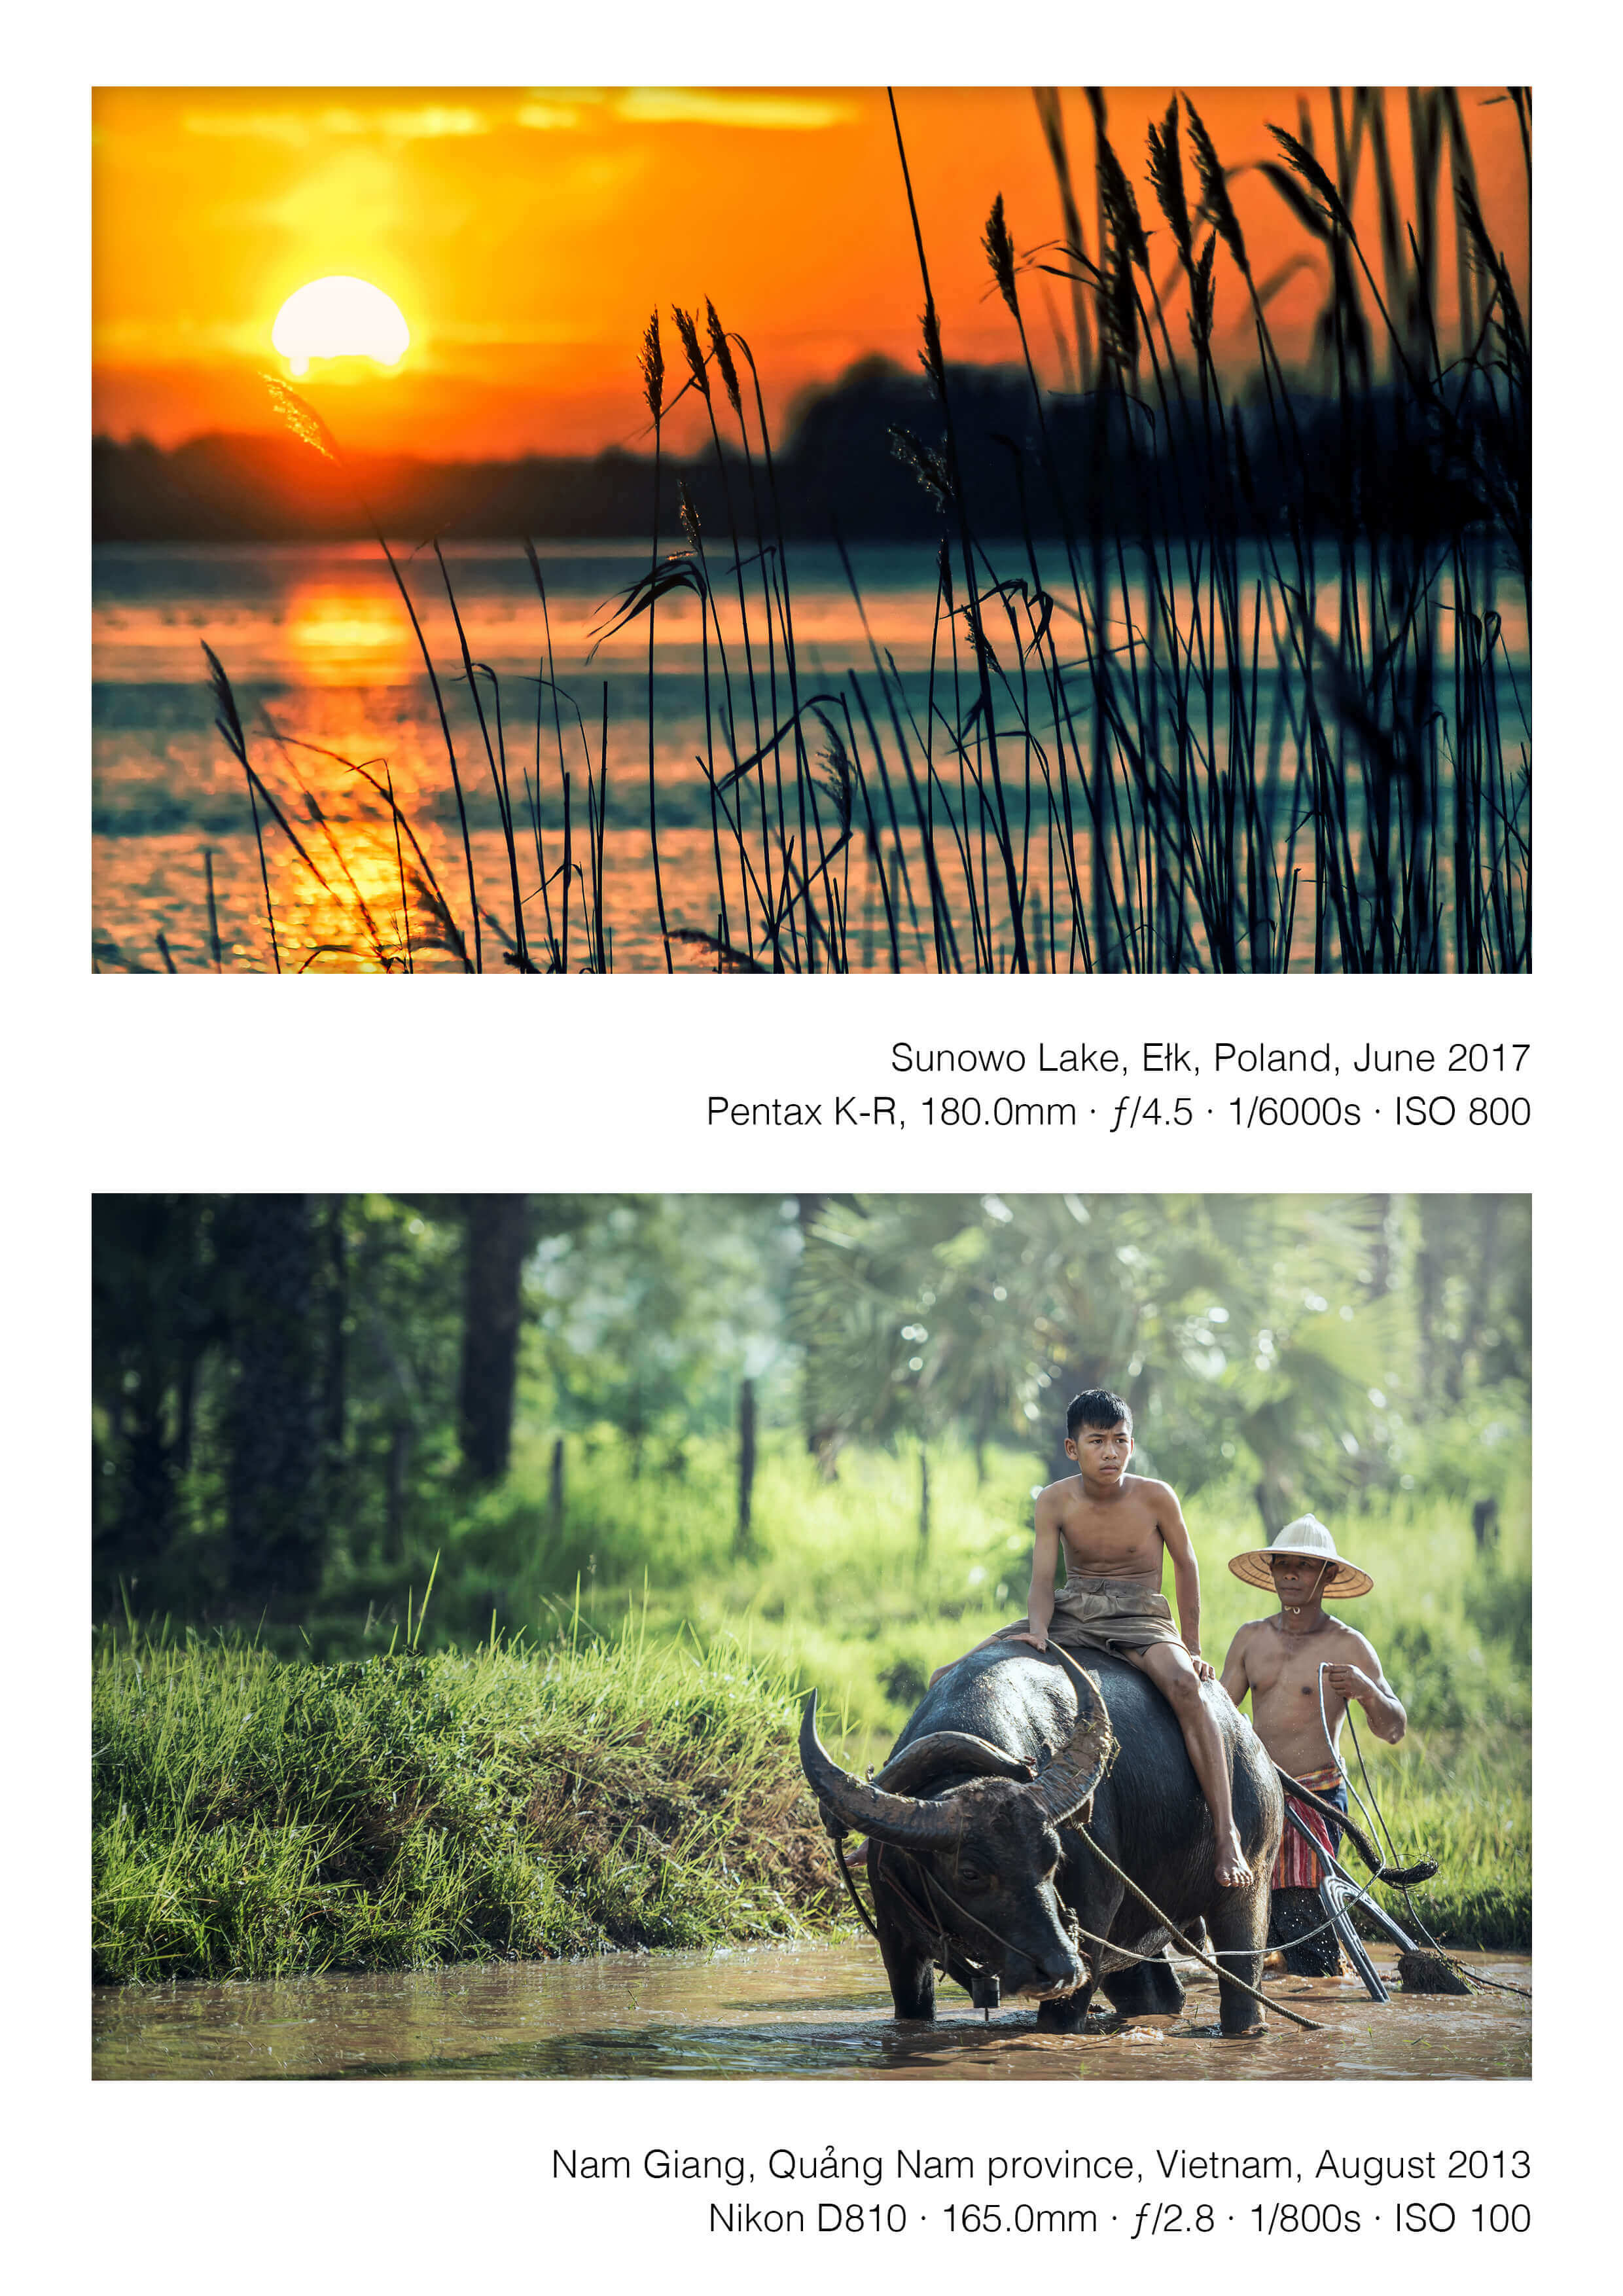 Sunowo Lake, Ełk, Poland, June 2017
Pentax K-R, 180.0mm · ƒ/4.5 · 1/6000s · ISO 800
Nam Giang, Quảng Nam province, Vietnam, August 2013
Nikon D810 · 165.0mm · ƒ/2.8 · 1/800s · ISO 100